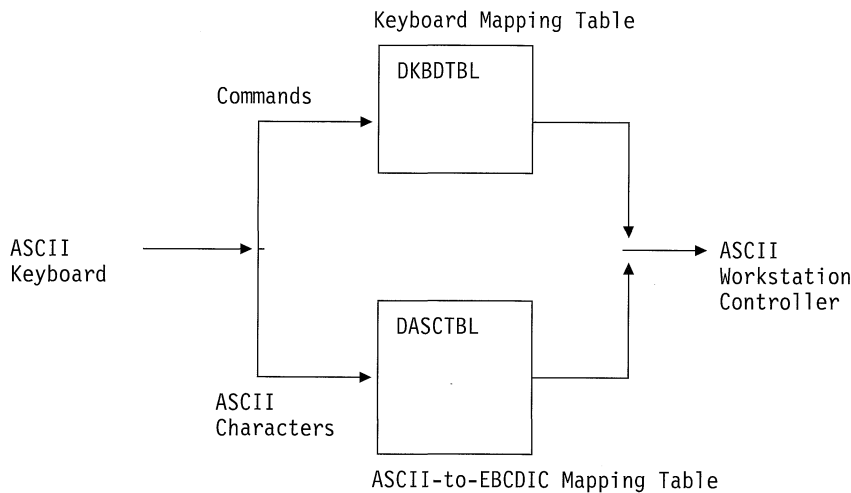 Keyboard Mapping Table
DKBDTBL
Commands
ASCII
Keyboard
ASCII
Workstation
Controller
DASCTBL
ASCII
Characters
ASCII-to-EBCDIC Mapping Table